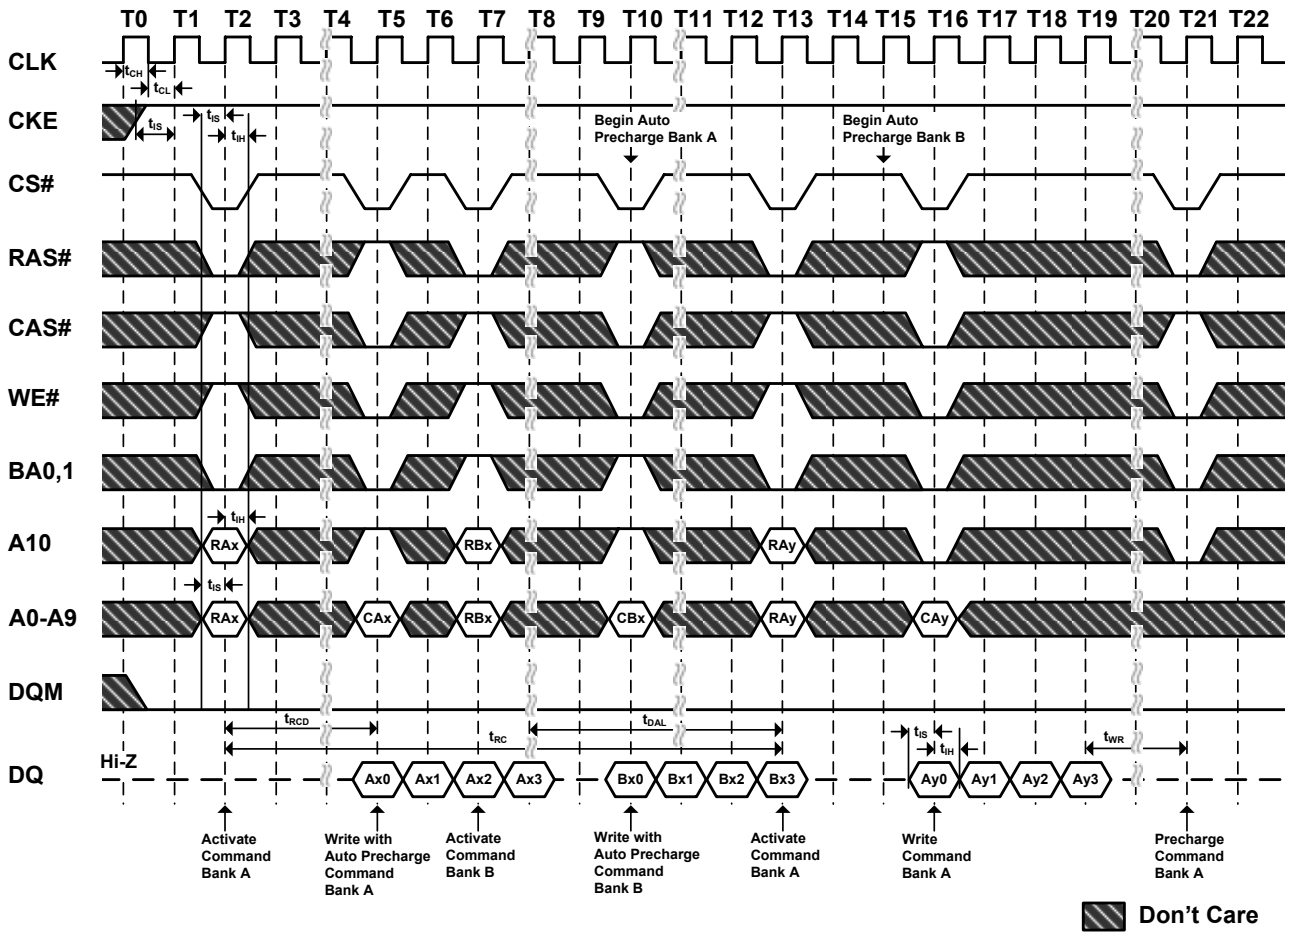 T0 T1 T2 T3 T4 T5 T6 T7 T8 T9 T10 T11 T12 T13 T14 T15 T16 T17 T18 T19 T20 T21 T22
CLK
tCH
tCL
CKE
tIS
tIS
tIH
Begin Auto
Precharge Bank A
Begin Auto
Precharge Bank B
CS#
RAS#
CAS#
WE#
BA0,1
tIH
A10
RAx RBx RAy
tIS
A0-A9
RAx CAx RBx CBx RAy CAy
DQM
tRCD
tDAL
tRC
tIS
tIH
tWR
Hi-Z
DQ
Ax0 Ax1 Ax2 Ax3 Bx0 Bx1 Bx2 Bx3 Ay0 Ay1 Ay2 Ay3
Activate
Command
Bank A
Write with
Auto Precharge
Command
Bank A
Activate
Command
Bank B
Write with
Auto Precharge
Command
Bank B
Activate
Command
Bank A
Write
Command
Bank A
Precharge
Command
Bank A
Don't Care